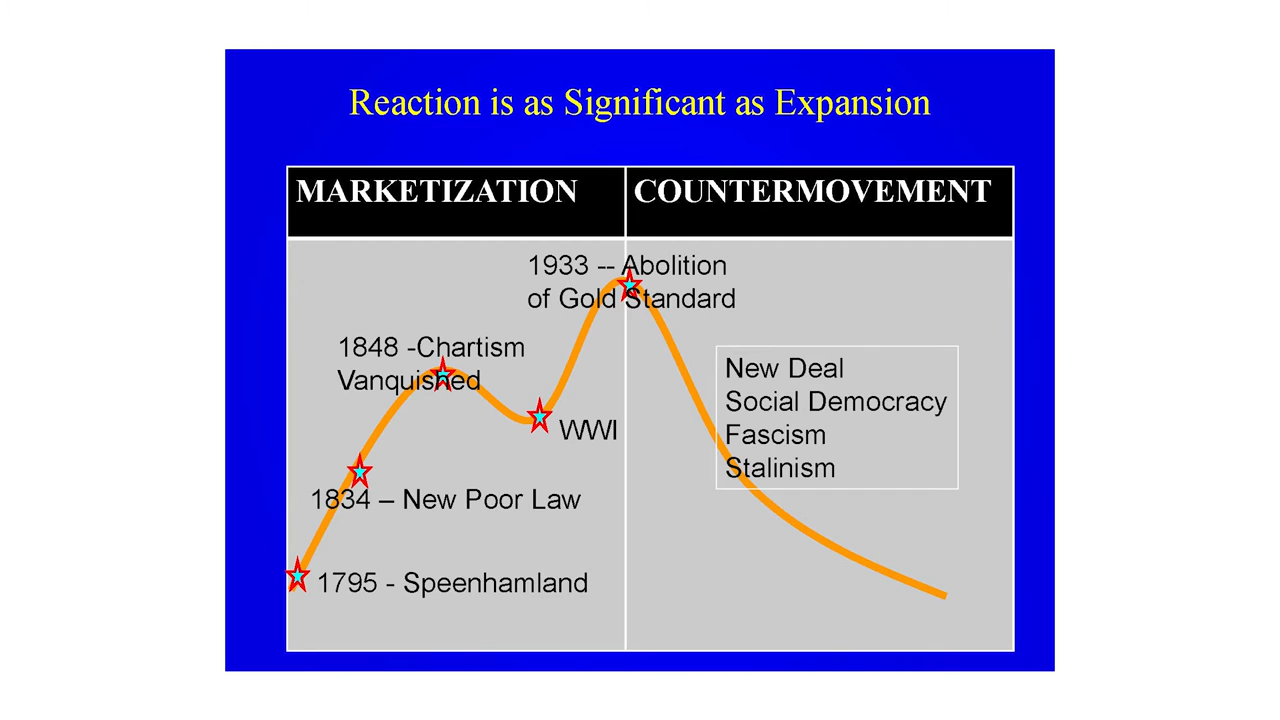 Reaction is as Significant as Expansion
MARKETIZATION
COUNTERMOVEMENT
1933 -- Abolition
of Gold Standard
1848 -Chartism
Vanquished
WWI
1834 – New Poor Law
1795 - Speenhamland
New Deal
Social Democracy
Fascism
Stalinism